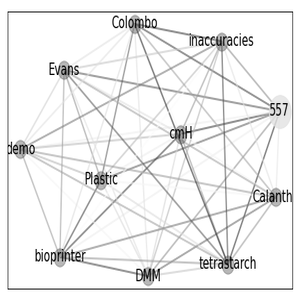 Colombo
inaccuracies
Evans
557
cmH
demo
Plastic
Calanth
bioprinter
tetrastarch
DMM